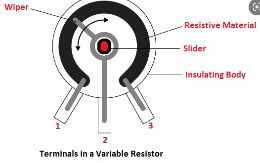 Wiper
Resistive Material
Slider
Insulating Body
1
2
3
Terminals in a Variable Resistor